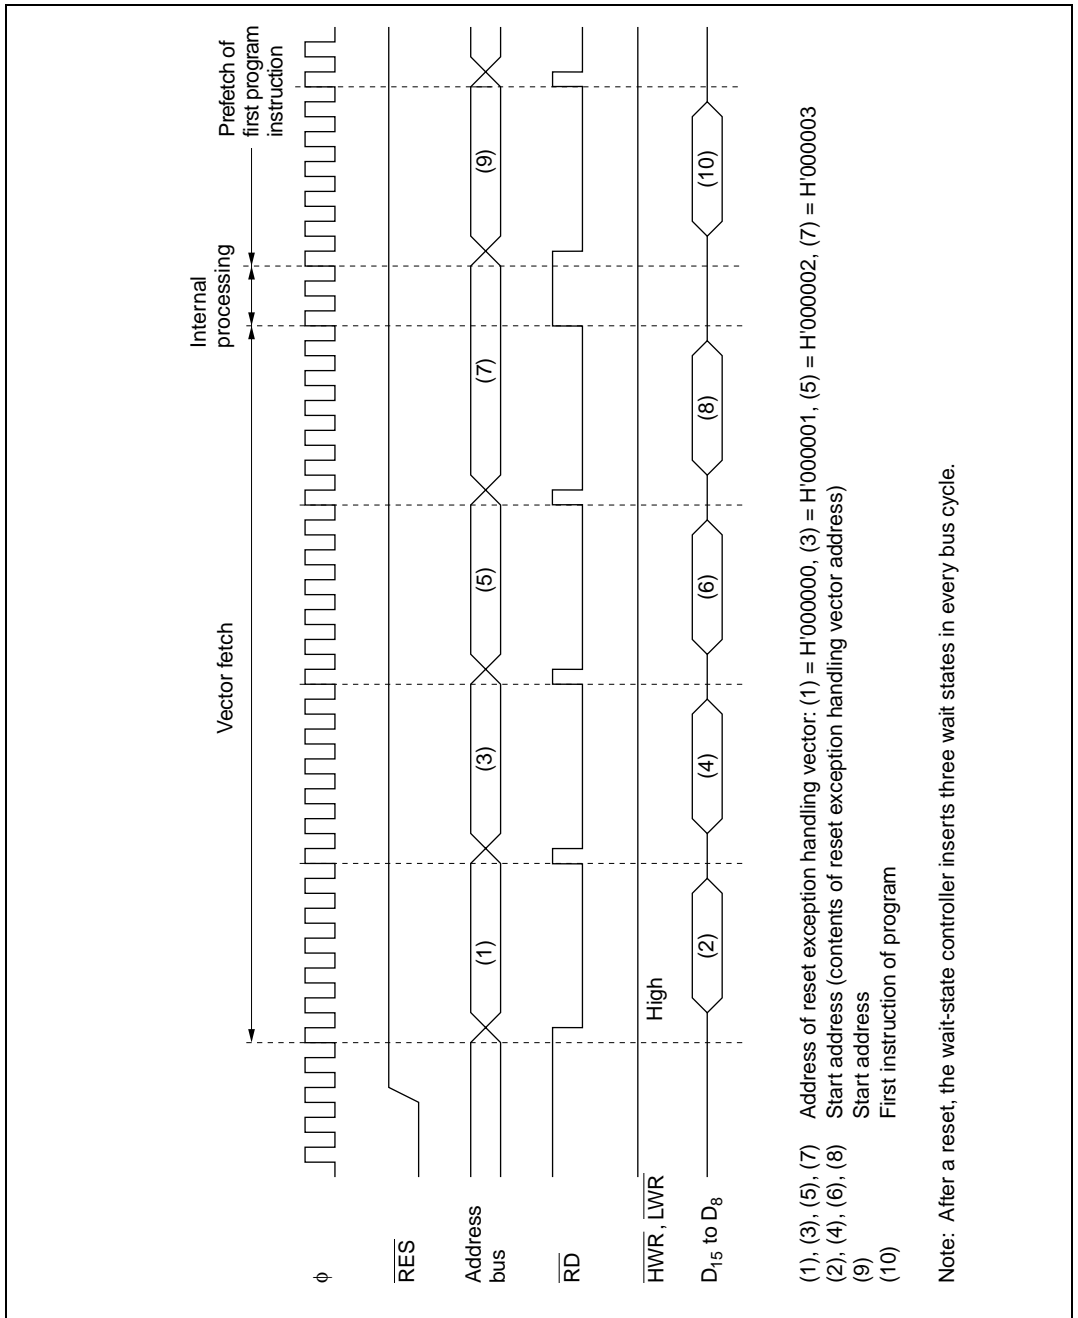 Vector fetch
Internal
processing
Prefetch of
first program
instruction
φ
RES
Address
bus
(1)
(3)
(5)
(7)
(9)
RD
HWR , LWR
High
D15 to D8
(2)
(4)
(6)
(8)
(10)
(1), (3), (5), (7) Address of reset exception handling vector: (1) = H'000000, (3) = H'000001, (5) = H'000002, (7) = H'000003
(2), (4), (6), (8) Start address (contents of reset exception handling vector address)
(9) Start address
(10) First instruction of program
Note: After a reset, the wait-state controller inserts three wait states in every bus cycle.